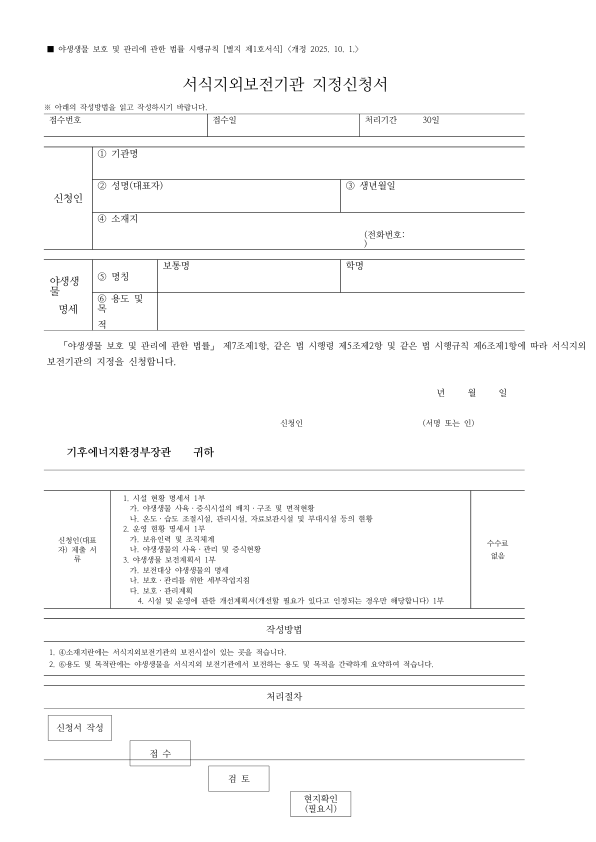 ■ 야생생물 보호 및 관리에 관한 법률 시행규칙 [별지 제1호서식] <개정 2025. 10. 1.>
서식지외보전기관 지정신청서
※ 아래의 작성방법을 읽고 작성하시기 바랍니다.
접수번호 접수일 처리기간 30일
신청인
① 기관명
② 성명(대표자) ③ 생년월일
④ 소재지
(전화번호:
)
야생생
물
명세
⑤ 명칭
보통명 학명
⑥ 용도 및
목
적
「야생생물 보호 및 관리에 관한 법률」 제7조제1항, 같은 법 시행령 제5조제2항 및 같은 법 시행규칙 제6조제1항에 따라 서식지외
보전기관의 지정을 신청합니다.
년 월 일
신청인 (서명 또는 인)
기후에너지환경부장관 귀하
신청인(대표
자) 제출 서
류
1. 시설 현황 명세서 1부
가. 야생생물 사육ㆍ증식시설의 배치ㆍ구조 및 면적현황
나. 온도ㆍ습도 조절시설, 관리시설, 자료보관시설 및 부대시설 등의 현황
2. 운영 현황 명세서 1부
가. 보유인력 및 조직체계
나. 야생생물의 사육ㆍ관리 및 증식현황
3. 야생생물 보전계획서 1부
가. 보전대상 야생생물의 명세
나. 보호ㆍ관리를 위한 세부작업지침
다. 보호ㆍ관리계획
4. 시설 및 운영에 관한 개선계획서(개선할 필요가 있다고 인정되는 경우만 해당합니다) 1부
수수료
없음
작성방법
1. ④소재지란에는 서식지외보전기관의 보전시설이 있는 곳을 적습니다.
2. ⑥용도 및 목적란에는 야생생물을 서식지외 보전기관에서 보전하는 용도 및 목적을 간략하게 요약하여 적습니다.
처리절차
신청서 작성
접 수
검 토
현지확인
(필요시)